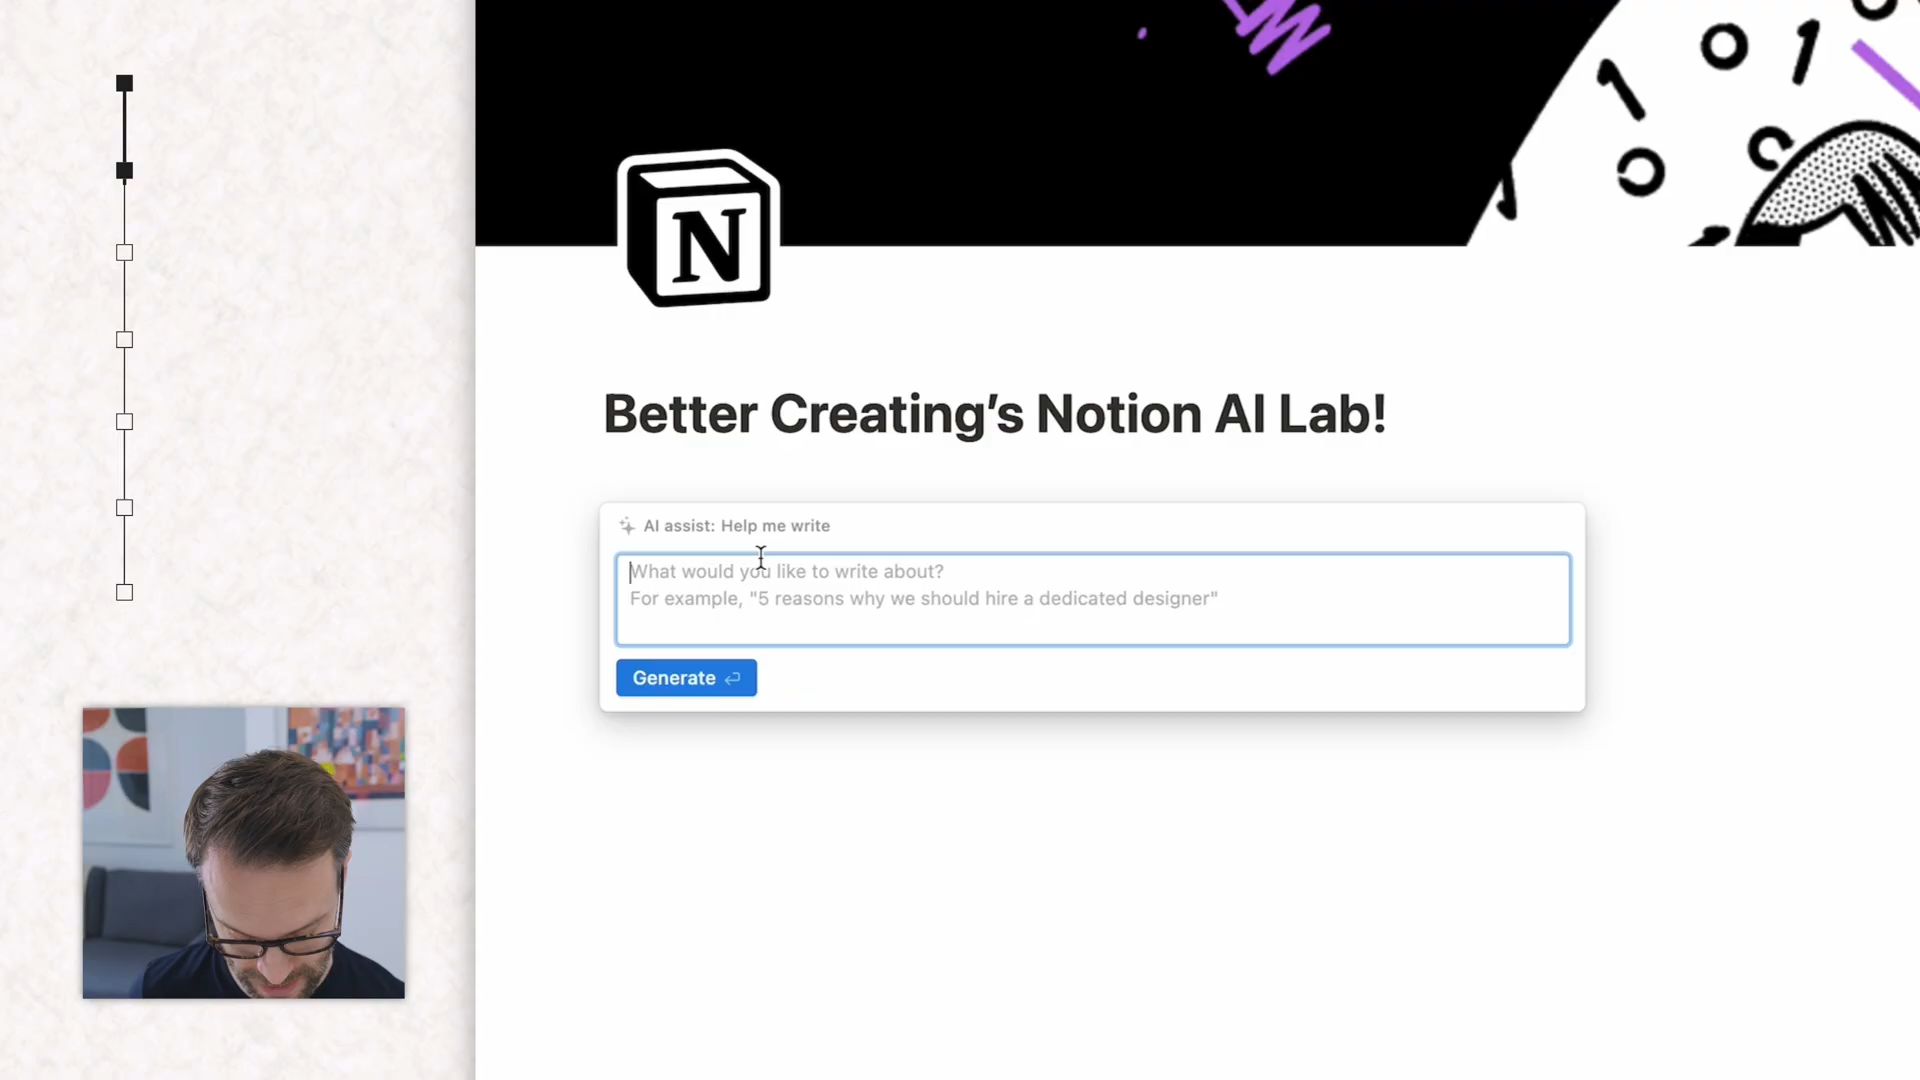 N
Better Creating's Notion AI Lab!
AI assist: Help me write
What would you like to write about?
For example, "5 reasons why we should hire a dedicated designer"
Generate